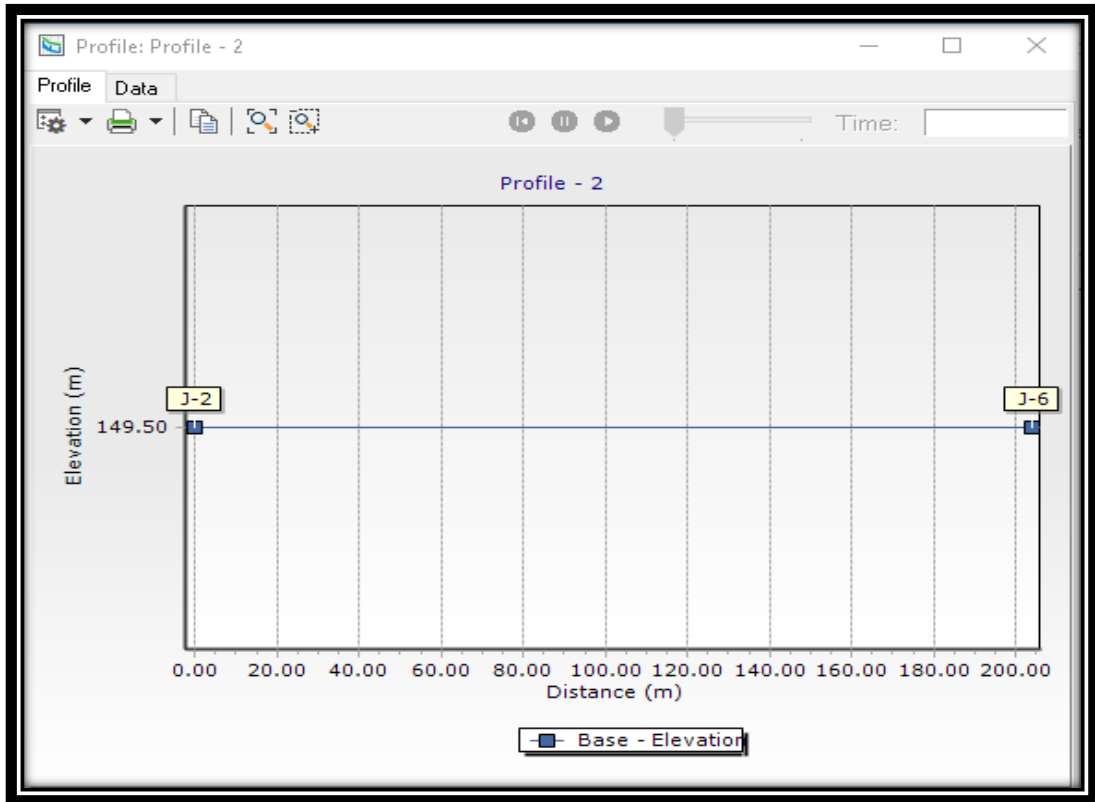 Profile: Profile - 2
Profile Data
Time:
Profile - 2
Elevation (m)
J-2 J-6
149.50
0.00 20.00 40.00 60.00 80.00 100.00 120.00 140.00 160.00 180.00 200.00
Distance (m)
Base - Elevation